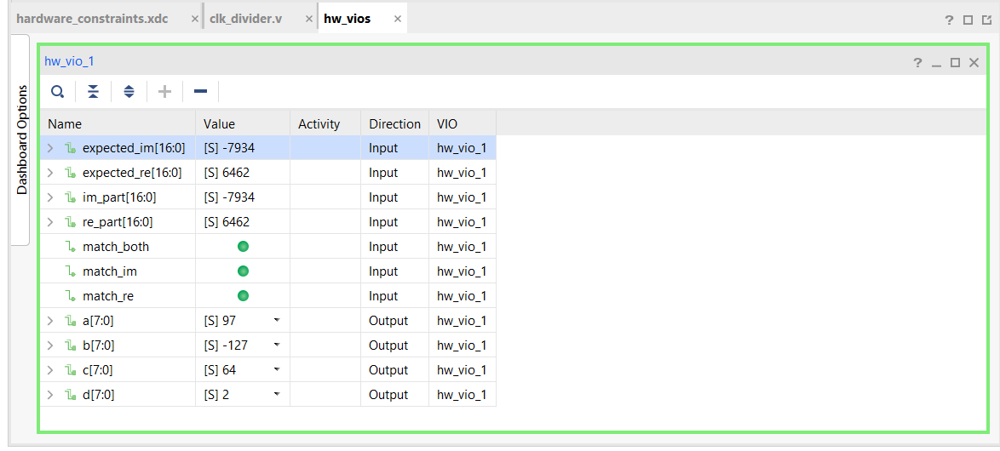 hardware_constraints.xdc × clk_divider.v × hw_vios × ?
Dashboard Options
hw_vio_1 ?
Name Value Activity Direction VIO
expected_im[16:0] [S] -7934 Input hw_vio_1
expected_re[16:0] [S] 6462 Input hw_vio_1
im_part[16:0] [S] -7934 Input hw_vio_1
re_part[16:0] [S] 6462 Input hw_vio_1
match_both Input hw_vio_1
match_im Input hw_vio_1
match_re Input hw_vio_1
a[7:0] [S] 97 Output hw_vio_1
b[7:0] [S] -127 Output hw_vio_1
c[7:0] [S] 64 Output hw_vio_1
d[7:0] [S] 2 Output hw_vio_1